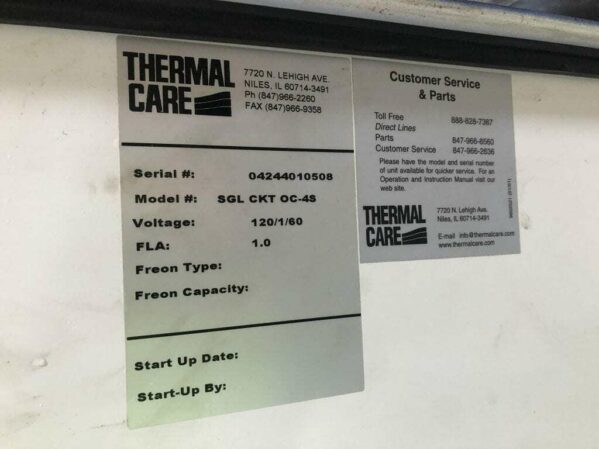 THERMAL
CARE
7720 N. LEHIGH AVE.
NILES, IL 60714-3491
Ph (847)966-2260
FAX (847)966-9358
Serial #: 04244010508
Model #: SGL CKT OC-4S
Voltage: 120/1/60
FLA: 1.0
Freon Type:
Freon Capacity:
Start Up Date:
Start-Up By:
Customer Service
& Parts
Toll Free 888-828-7387
Direct Lines
Parts 847-966-8560
Customer Service 847-966-2636
Please have the model and serial number
of unit available for quicker service. For an
Operation and Instruction Manual visit our
web site.
THERMAL
CARE
7720 N. Lehigh Ave.
Niles, IL 60714-3491
E-mail info@thermalcare.com
www.thermalcare.com